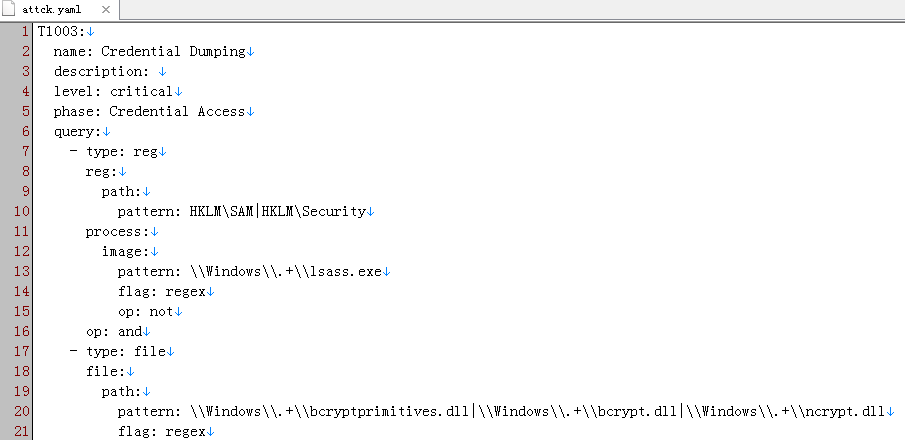 attck.yaml
1 T1003:↓
2 name: Credential Dumping↓
3 description: ↓
4 level: critical↓
5 phase: Credential Access↓
6 query:↓
7 - type: reg↓
8 reg:↓
9 path:↓
10 pattern: HKLM\SAM|HKLM\Security↓
11 process:↓
12 image:↓
13 pattern: \\Windows\\.+\\lsass.exe↓
14 flag: regex↓
15 op: not↓
16 op: and↓
17 - type: file↓
18 file:↓
19 path:↓
20 pattern: \\Windows\\.+\\bcryptprimitives.dll|\\Windows\\.+\\bcrypt.dll|\\Windows\\.+\\ncrypt.dll↓
21 flag: regex↓